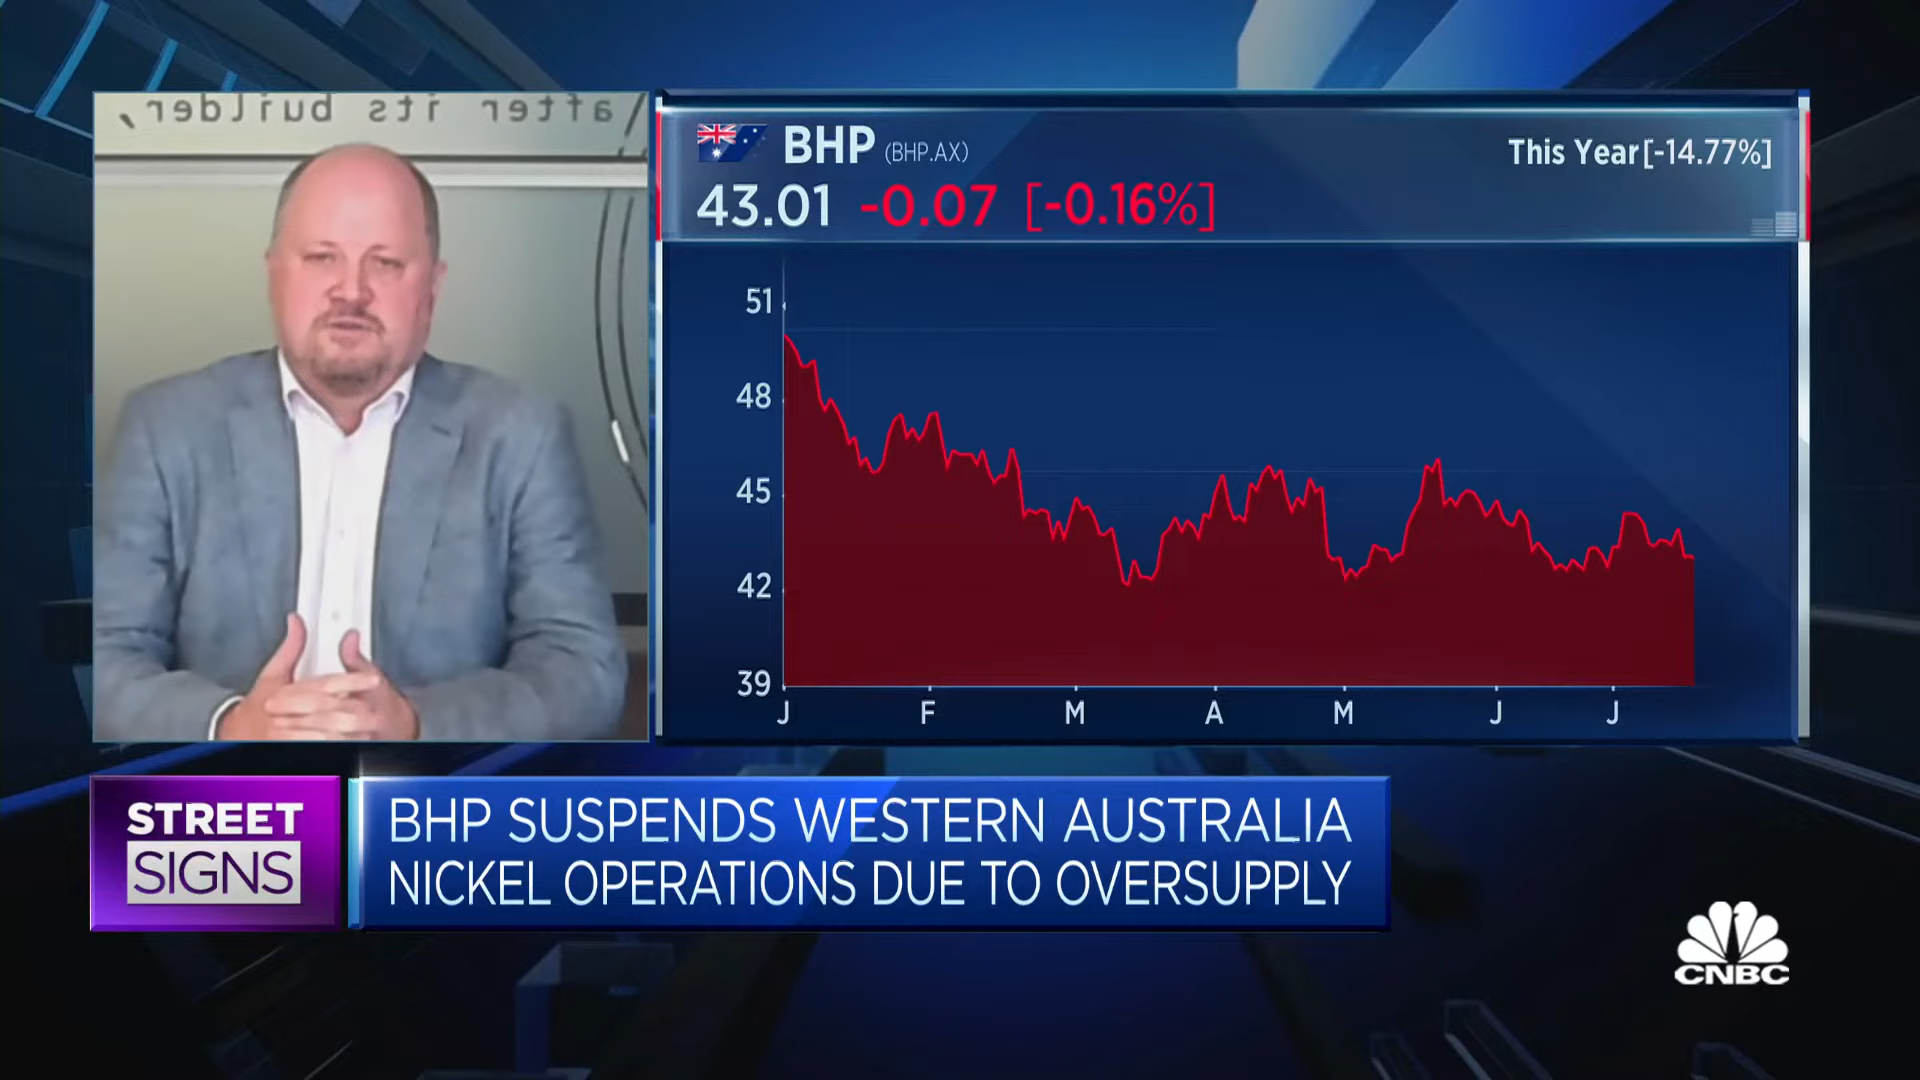 \after its builder,
BHP (BHP.AX)
This Year[-14.77%]
43.01 -0.07 [-0.16%]
51
48
45
42
39
J F M A M J J
STREET
SIGNS
BHP SUSPENDS WESTERN AUSTRALIA
NICKEL OPERATIONS DUE TO OVERSUPPLY
CNBC